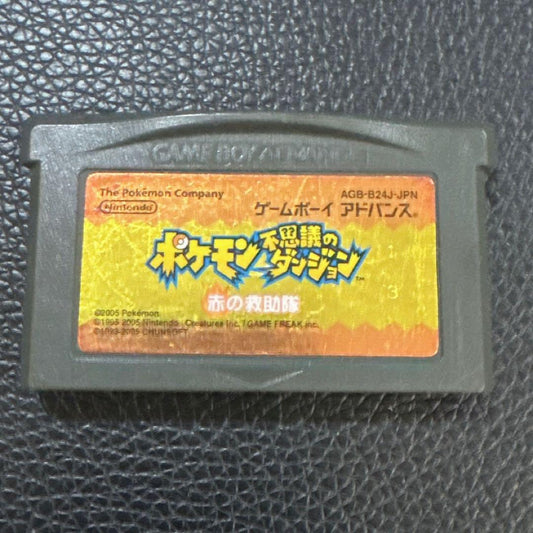 GAME BOY ADVANCE
The Pokémon Company
Nintendo
AGB-B24J-JPN
ゲームボーイ アドバンス®
ポケモン不思議のダンジョン™
赤の救助隊
©2005 Pokémon.
©1995-2005 Nintendo / Creatures inc. / GAME FREAK inc.
©1993-2005 CHUNSOFT